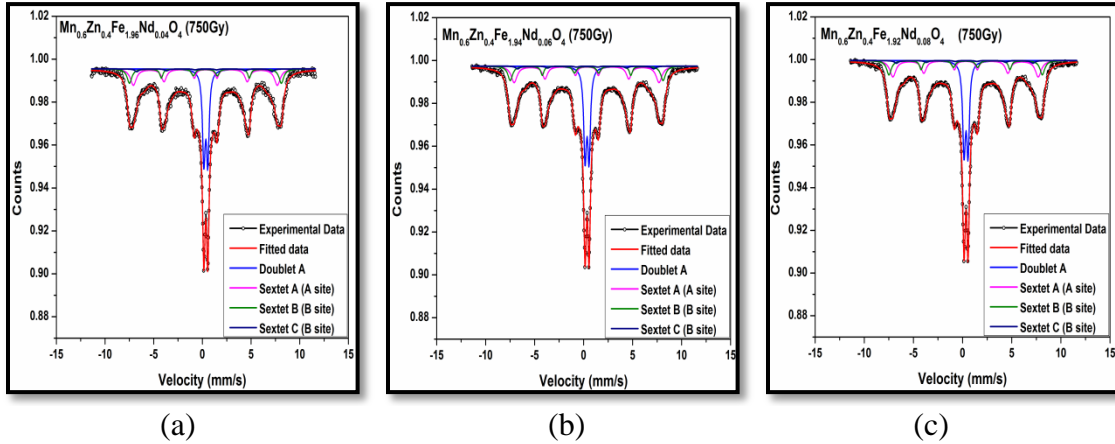 Mn0.6Zn0.4Fe1.96Nd0.04O4 (750Gy)
1.02
1.00
0.98
0.96
0.94
0.92
0.90
0.88
Counts
Experimental Data
Fitted data
Doublet A
Sextet A (A site)
Sextet B (B site)
Sextet C (B site)
-15 -10 -5 0 5 10 15
Velocity (mm/s)
(a)
Mn0.6Zn0.4Fe1.94Nd0.06O4 (750Gy)
1.02
1.00
0.98
0.96
0.94
0.92
0.90
0.88
Counts
Experimental Data
Fitted data
Doublet A
Sextet A (A site)
Sextet B (B site)
Sextet C (B site)
-15 -10 -5 0 5 10 15
Velocity (mm/s)
(b)
Mn0.6Zn0.4Fe1.92Nd0.08O4 (750Gy)
1.02
1.00
0.98
0.96
0.94
0.92
0.90
0.88
Counts
Experimental Data
Fitted data
Doublet A
Sextet A (A site)
Sextet B (B site)
Sextet C (B site)
-15 -10 -5 0 5 10 15
Velocity (mm/s)
(c)